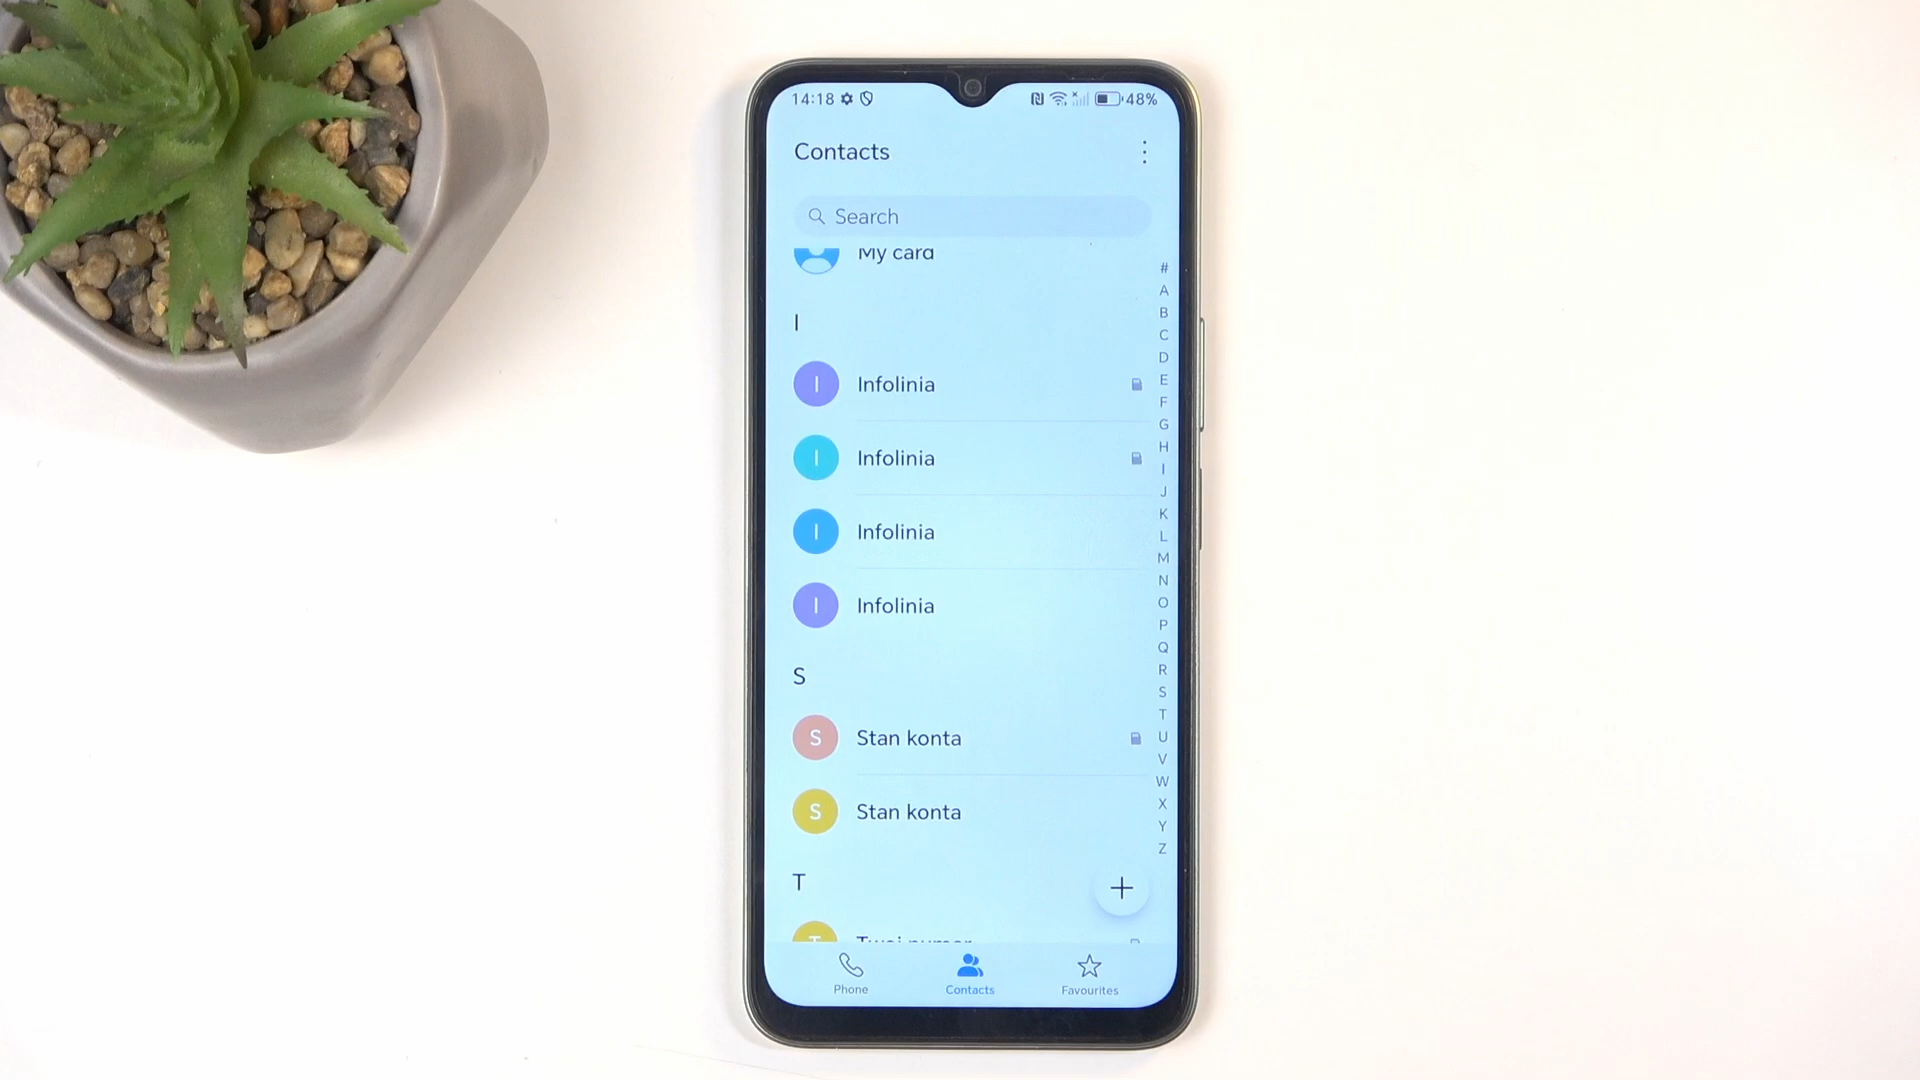 14:18 48%
Contacts
Search
My card
I
I Infolinia
I Infolinia
I Infolinia
I Infolinia
S
S Stan konta
S Stan konta
T
T
#
A
B
C
D
E
F
G
H
I
J
K
L
M
N
O
P
Q
R
S
T
U
V
W
X
Y
Z
Phone Contacts Favourites